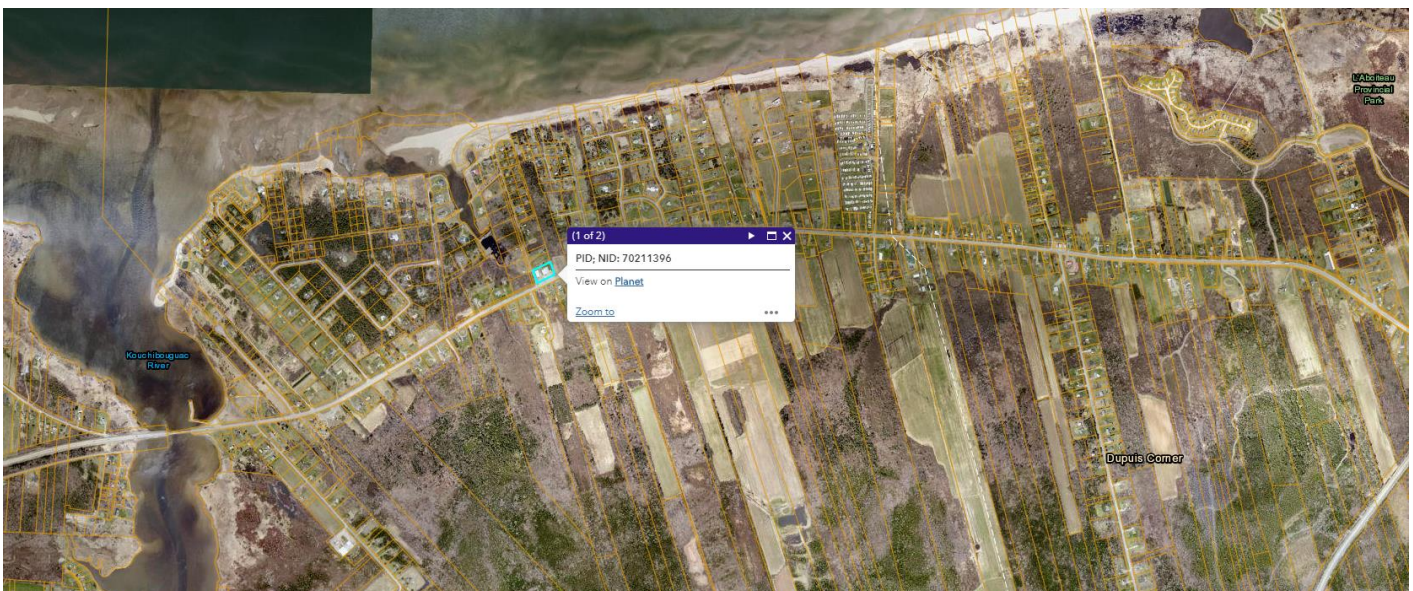 L'Aboiteau
Provincial
Park
(1 of 2)
PID; NID: 70211396
View on Planet
Zoom to
Kouchibouguac
River
Dupuis Corner